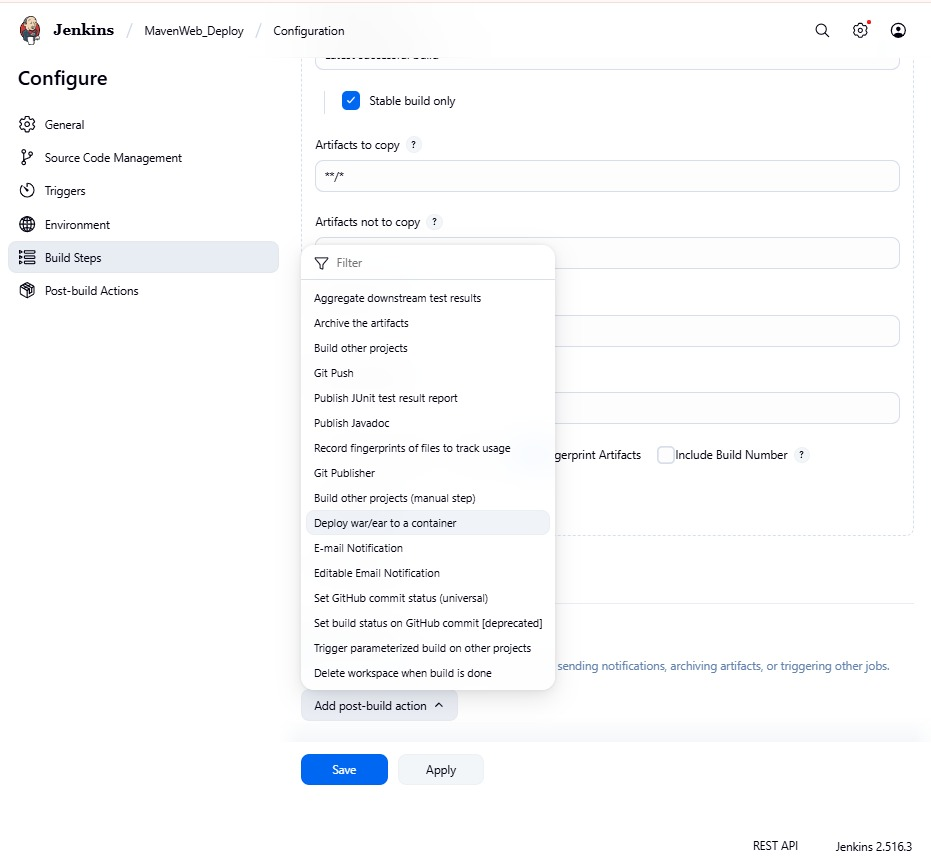 Jenkins / MavenWeb_Deploy / Configuration
Configure
General
Source Code Management
Triggers
Environment
Build Steps
Post-build Actions
Stable build only
Artifacts to copy ?
**/*
Artifacts not to copy ?
Filter
Aggregate downstream test results
Archive the artifacts
Build other projects
Git Push
Publish JUnit test result report
Publish Javadoc
Record fingerprints of files to track usage
Git Publisher
Build other projects (manual step)
Deploy war/ear to a container
E-mail Notification
Editable Email Notification
Set GitHub commit status (universal)
Set build status on GitHub commit [deprecated]
Trigger parameterized build on other projects
Delete workspace when build is done
gerprint Artifacts Include Build Number ?
sending notifications, archiving artifacts, or triggering other jobs.
Add post-build action
Save Apply
REST API Jenkins 2.516.3